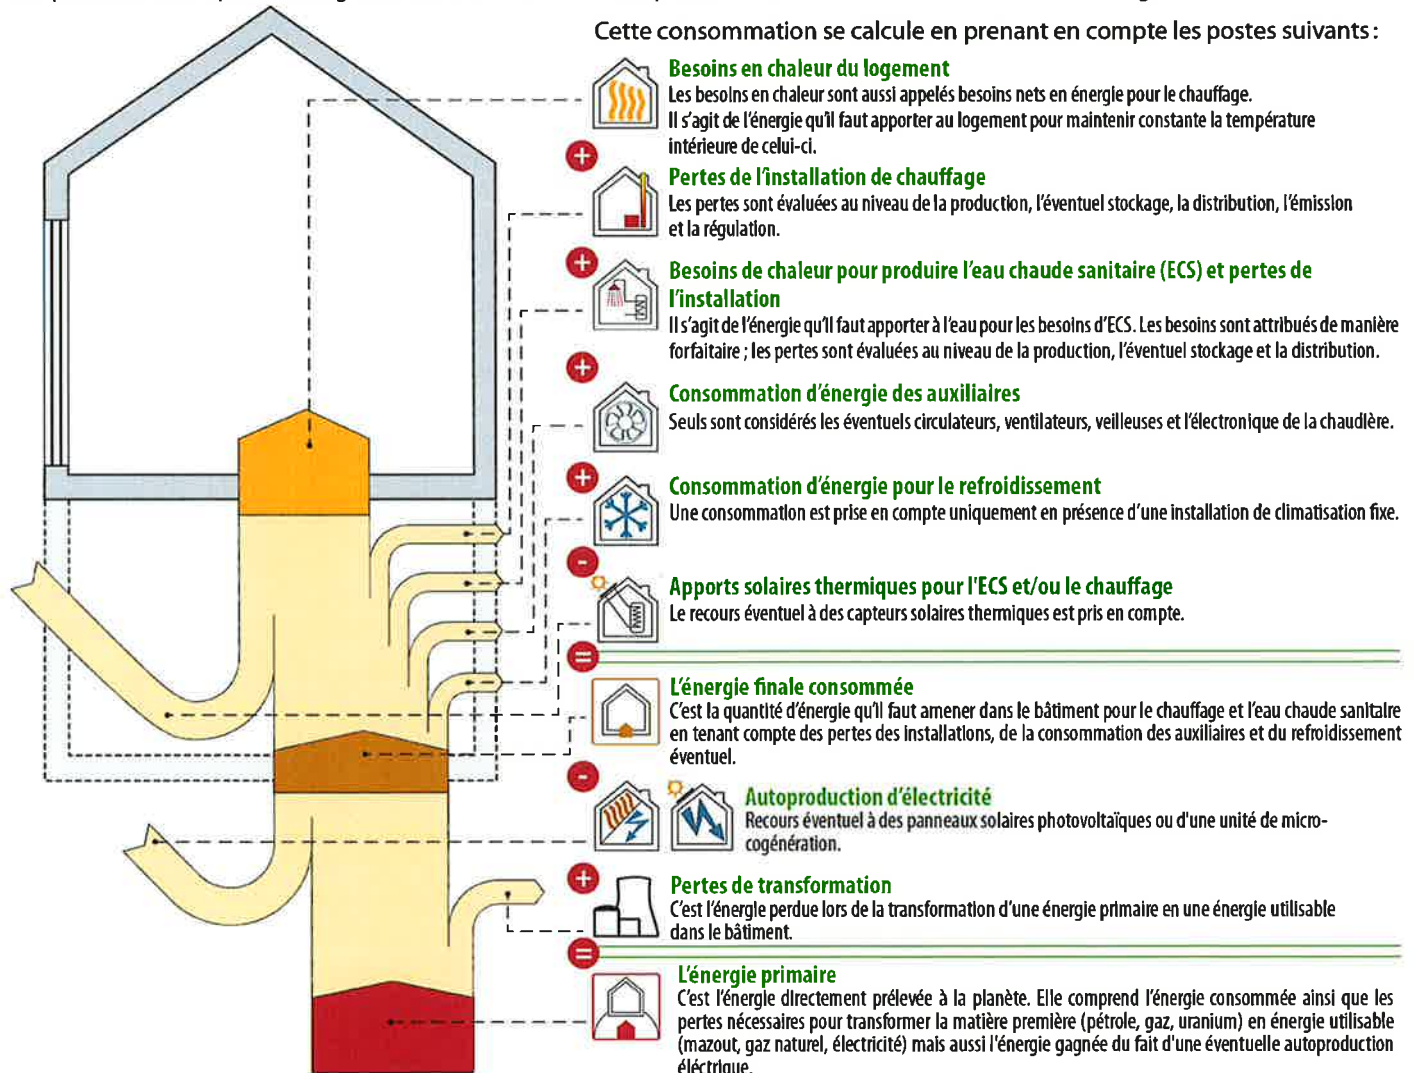 Cette consommation se calcule en prenant en compte les postes suivants :
Besoins en chaleur du logement
Les besoins en chaleur sont aussi appelés besoins nets en énergie pour le chauffage.
Il s'agit de l'énergie qu'il faut apporter au logement pour maintenir constante la température
intérieure de celui-ci.
+
Pertes de l'installation de chauffage
Les pertes sont évaluées au niveau de la production, l'éventuel stockage, la distribution, l'émission
et la régulation.
+
Besoins de chaleur pour produire l'eau chaude sanitaire (ECS) et pertes de
l'installation
Il s'agit de l'énergie qu'il faut apporter à l'eau pour les besoins d'ECS. Les besoins sont attribués de manière
forfaitaire ; les pertes sont évaluées au niveau de la production, l'éventuel stockage et la distribution.
+
Consommation d'énergie des auxiliaires
Seuls sont considérés les éventuels circulateurs, ventilateurs, veilleuses et l'électronique de la chaudière.
+
Consommation d'énergie pour le refroidissement
Une consommation est prise en compte uniquement en présence d'une installation de climatisation fixe.
-
Apports solaires thermiques pour l'ECS et/ou le chauffage
Le recours éventuel à des capteurs solaires thermiques est pris en compte.
=
L'énergie finale consommée
C'est la quantité d'énergie qu'il faut amener dans le bâtiment pour le chauffage et l'eau chaude sanitaire
en tenant compte des pertes des installations, de la consommation des auxiliaires et du refroidissement
éventuel.
-
Autoproduction d'électricité
Recours éventuel à des panneaux solaires photovoltaïques ou d'une unité de micro-
cogénération.
+
Pertes de transformation
C'est l'énergie perdue lors de la transformation d'une énergie primaire en une énergie utilisable
dans le bâtiment.
=
L'énergie primaire
C'est l'énergie directement prélevée à la planète. Elle comprend l'énergie consommée ainsi que les
pertes nécessaires pour transformer la matière première (pétrole, gaz, uranium) en énergie utilisable
(mazout, gaz naturel, électricité) mais aussi l'énergie gagnée du fait d'une éventuelle autoproduction
éléctrique.